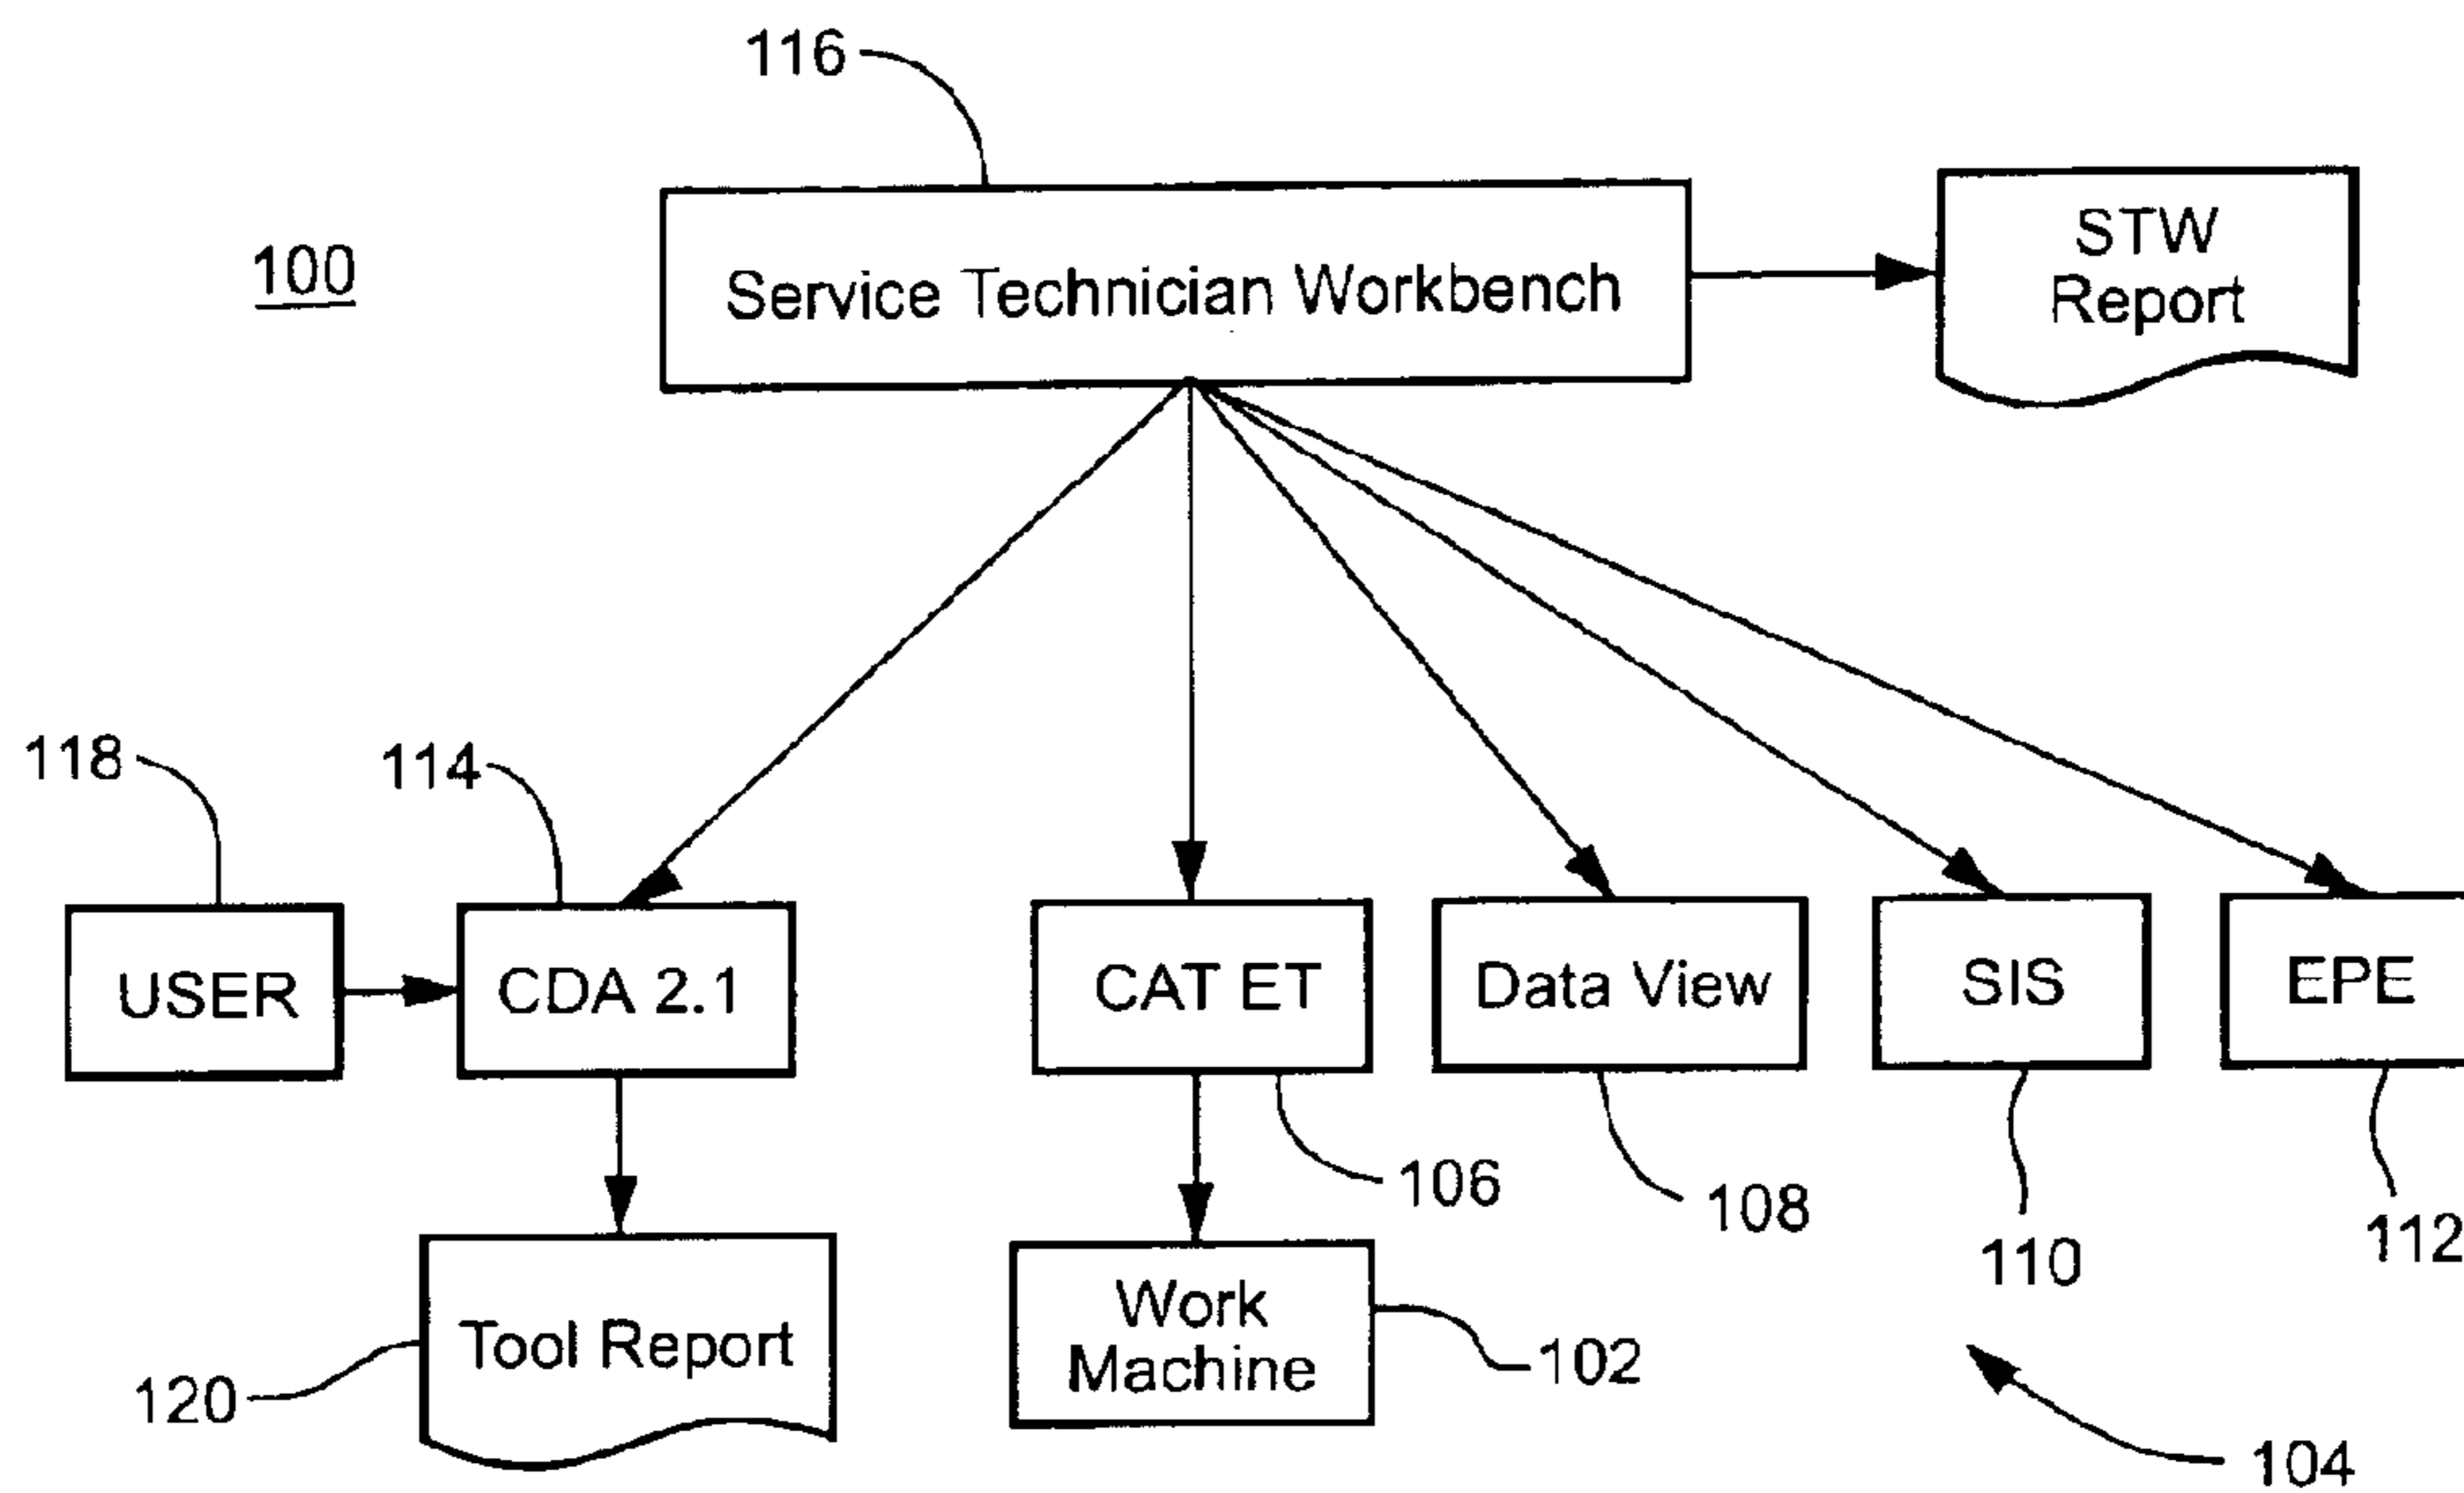 116
100
Service Technician Workbench
STW
Report
118
114
USER
CDA 2.1
CAT ET
Data View
SIS
EPE
106
108
110
112
Tool Report
Work
Machine
102
120
104